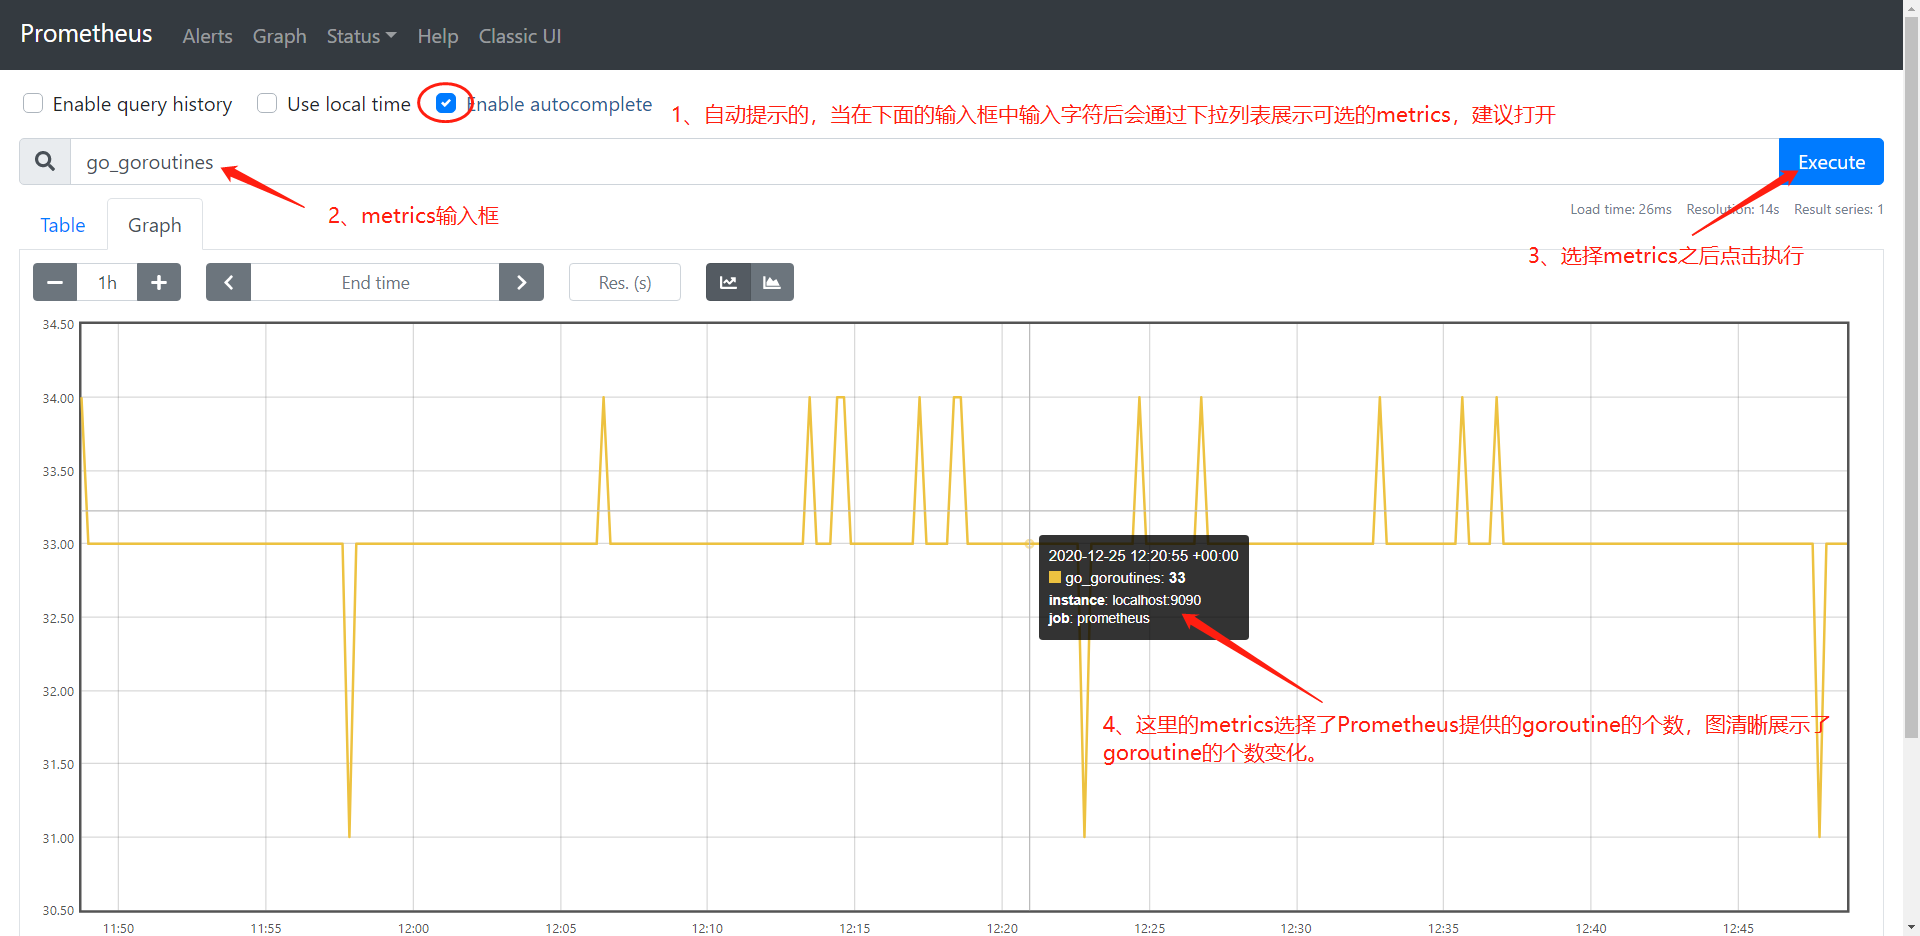 Prometheus Alerts Graph Status Help Classic UI
Enable query history Use local time Enable autocomplete
1、自动提示的，当在下面的输入框中输入字符后会通过下拉列表展示可选的metrics，建议打开
go_goroutines Execute
Load time: 26ms Resolution: 14s Result series: 1
Table Graph
2、metrics输入框
3、选择metrics之后点击执行
1h End time Res. (s)
34.50
34.00
33.50
33.00
32.50
32.00
31.50
31.00
30.50
2020-12-25 12:20:55 +00:00
go_goroutines: 33
instance: localhost:9090
job: prometheus
4、这里的metrics选择了Prometheus提供的goroutine的个数，图清晰展示了
goroutine的个数变化。
11:50 11:55 12:00 12:05 12:10 12:15 12:20 12:25 12:30 12:35 12:40 12:45